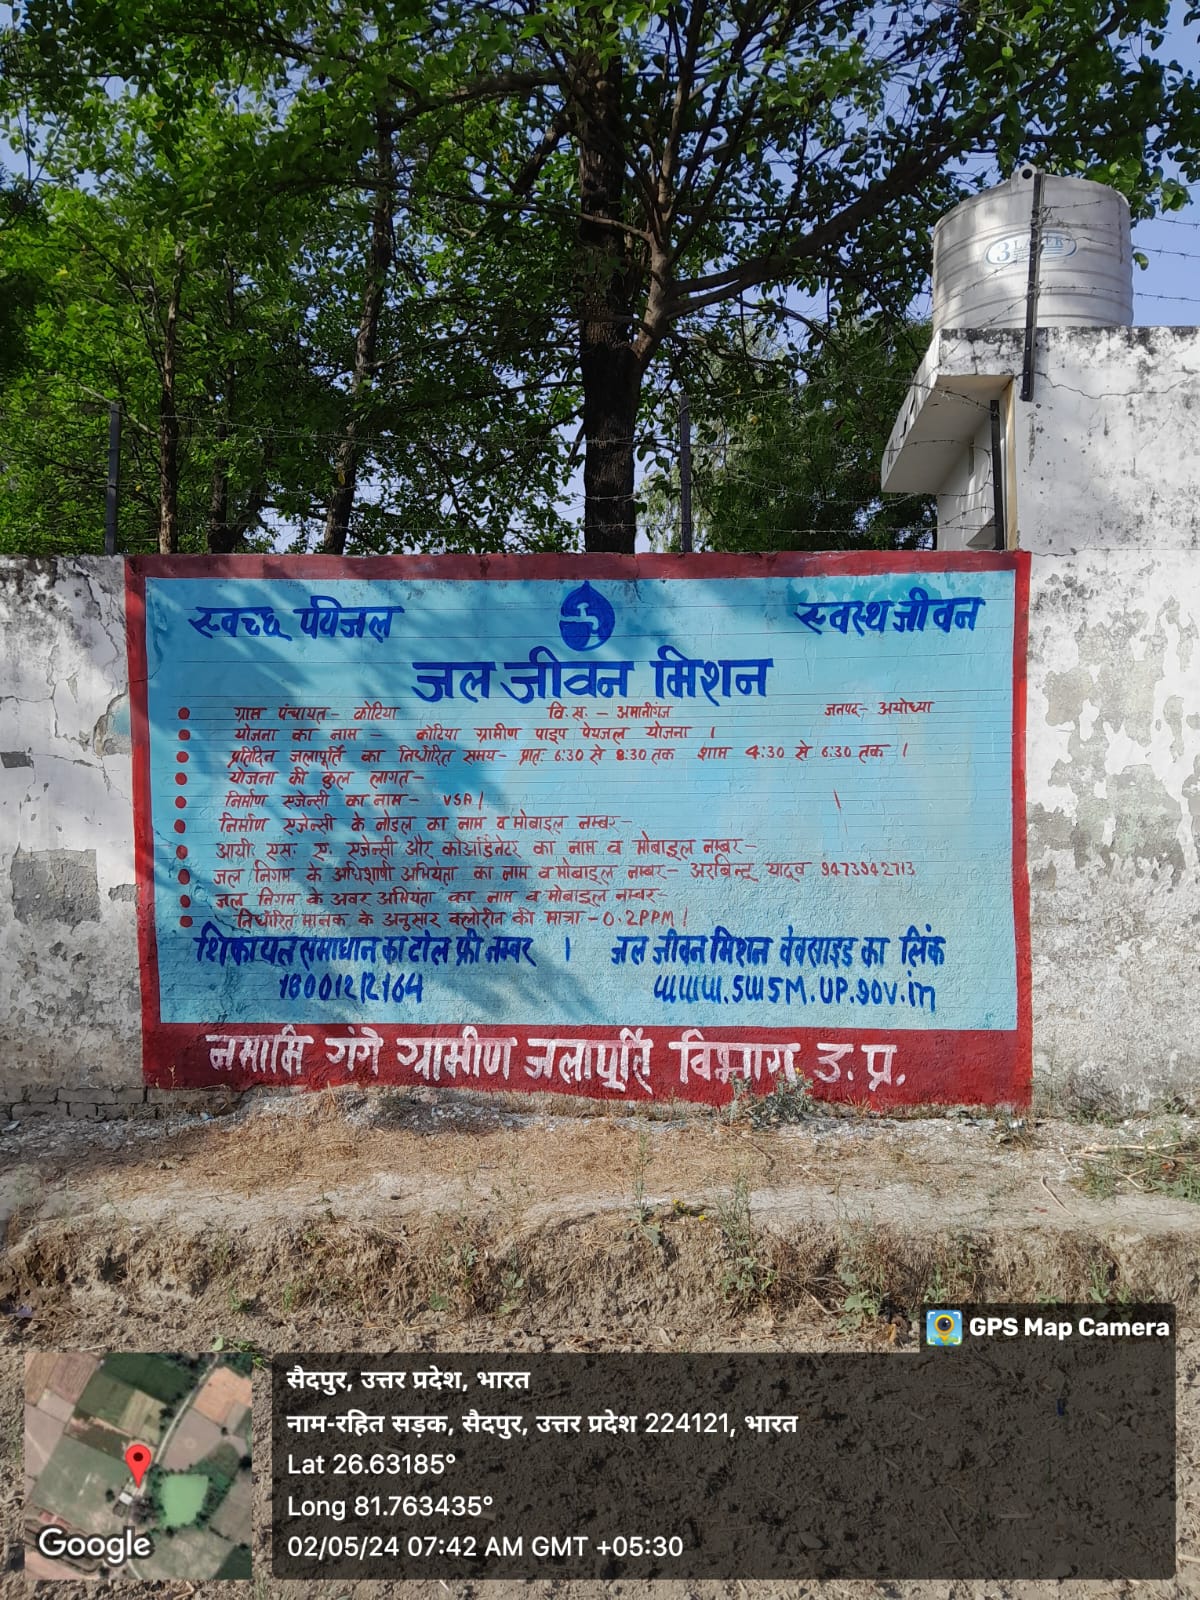 3 LAYER
स्वच्छ पेयजल स्वस्थ जीवन
जल जीवन मिशन
ग्राम पंचायत- कोटिया वि.स. - अमानीगंज जनपद- अयोध्या
योजना का नाम - कोटिया ग्रामीण पाइप पेयजल योजना ।
प्रतिदिन जलापूर्ति का निर्धारित समय- प्रातः 6:30 से 8:30 तक शाम 4:30 से 6:30 तक ।
योजना की कुल लागत-
निर्माण एजेन्सी का नाम- VSA ।
निर्माण एजेन्सी के नोडल का नाम व मोबाइल नम्बर-
आयी एस. ए. एजेन्सी और कोआर्डिनेटर का नाम व मोबाइल नम्बर-
जल निगम के अधिशाषी अभियंता का नाम व मोबाइल नम्बर- अरबिन्द यादव 9473942713
जल निगम के अवर अभियंता का नाम व मोबाइल नम्बर-
निर्धारित मानक के अनुसार क्लोरीन की मात्रा - 0.2PPM ।
शिकायत समाधान का टोल फ्री नम्बर । जल जीवन मिशन वेवसाइड का लिंक
18001212164 www.swsm.up.gov.in
नमामि गंगे ग्रामीण जलापूर्ति विभाग उ.प्र.
GPS Map Camera
सैदपुर, उत्तर प्रदेश, भारत
नाम-रहित सड़क, सैदपुर, उत्तर प्रदेश 224121, भारत
Lat 26.63185°
Long 81.763435°
02/05/24 07:42 AM GMT +05:30
Google